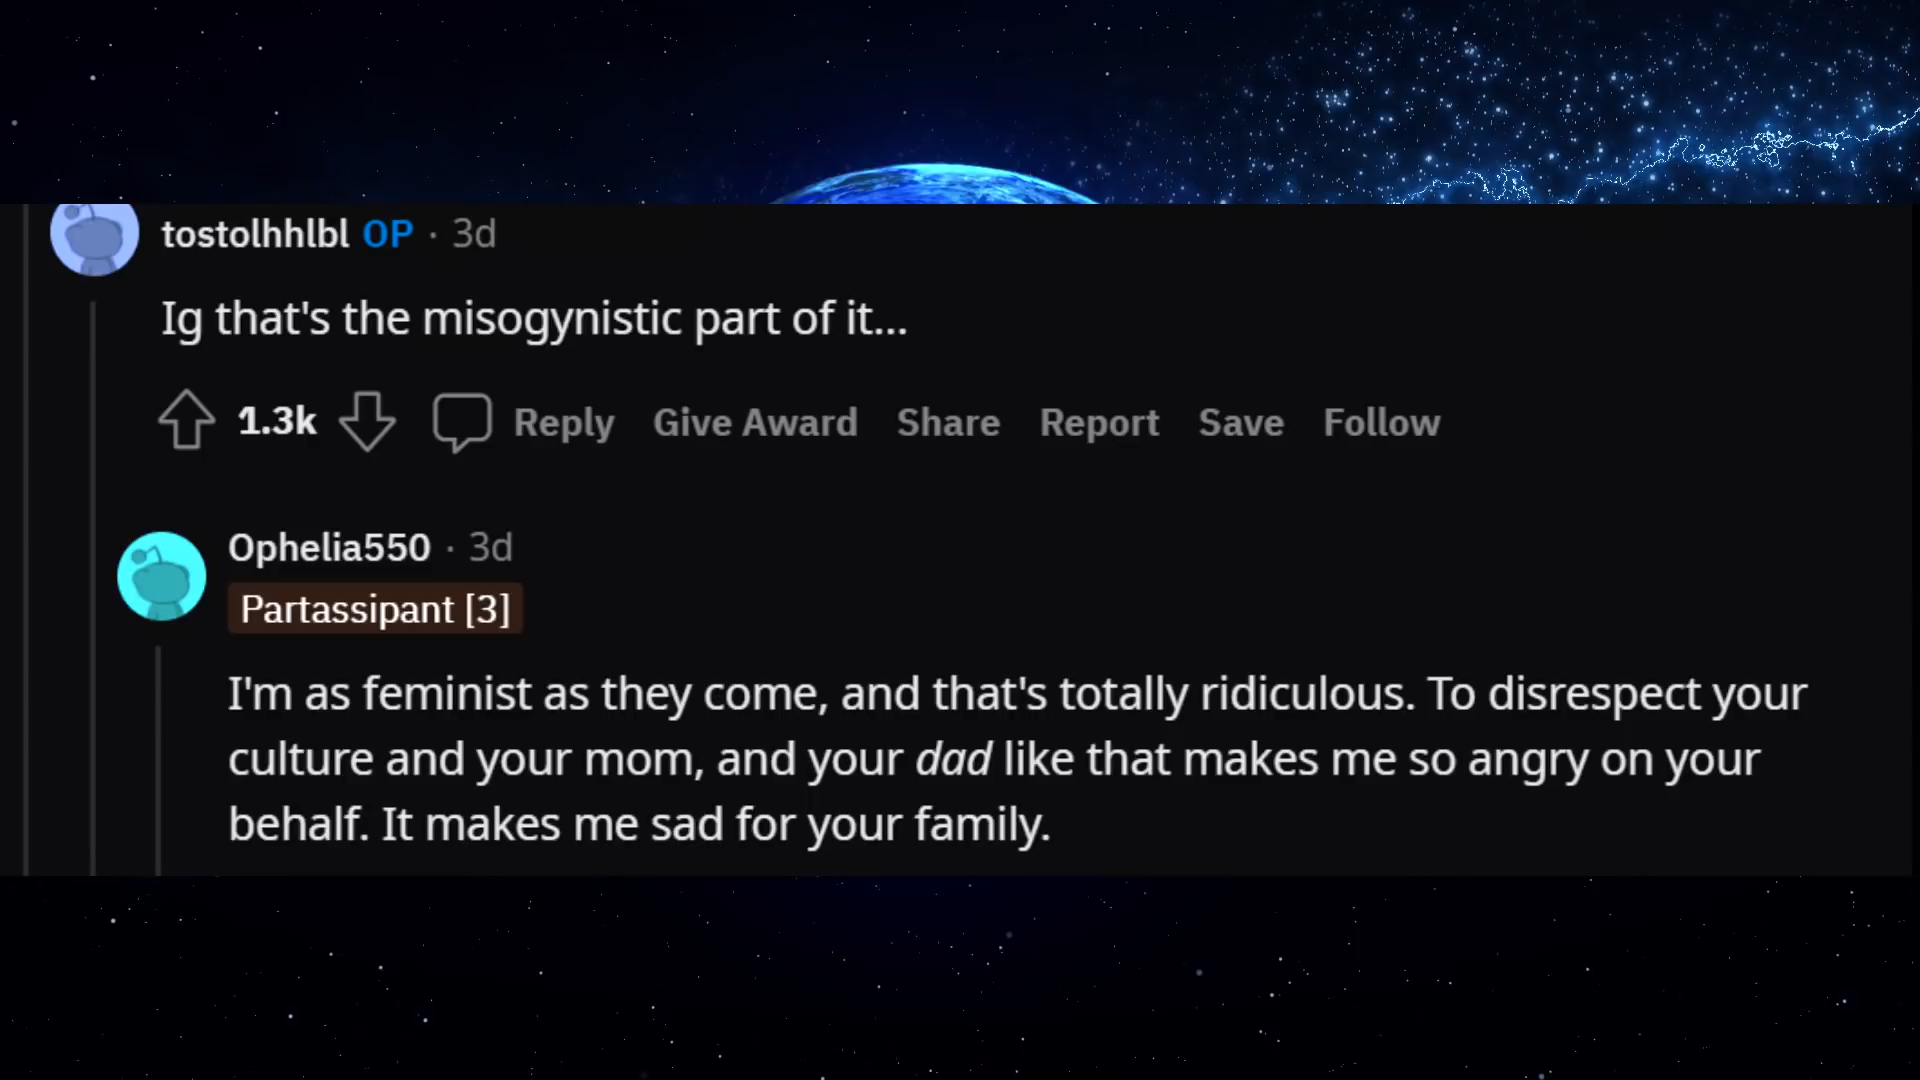 tostolhhlbl OP · 3d
Ig that's the misogynistic part of it...
1.3k Reply Give Award Share Report Save Follow
Ophelia550 · 3d
Partassipant [3]
I'm as feminist as they come, and that's totally ridiculous. To disrespect your
culture and your mom, and your dad like that makes me so angry on your
behalf. It makes me sad for your family.